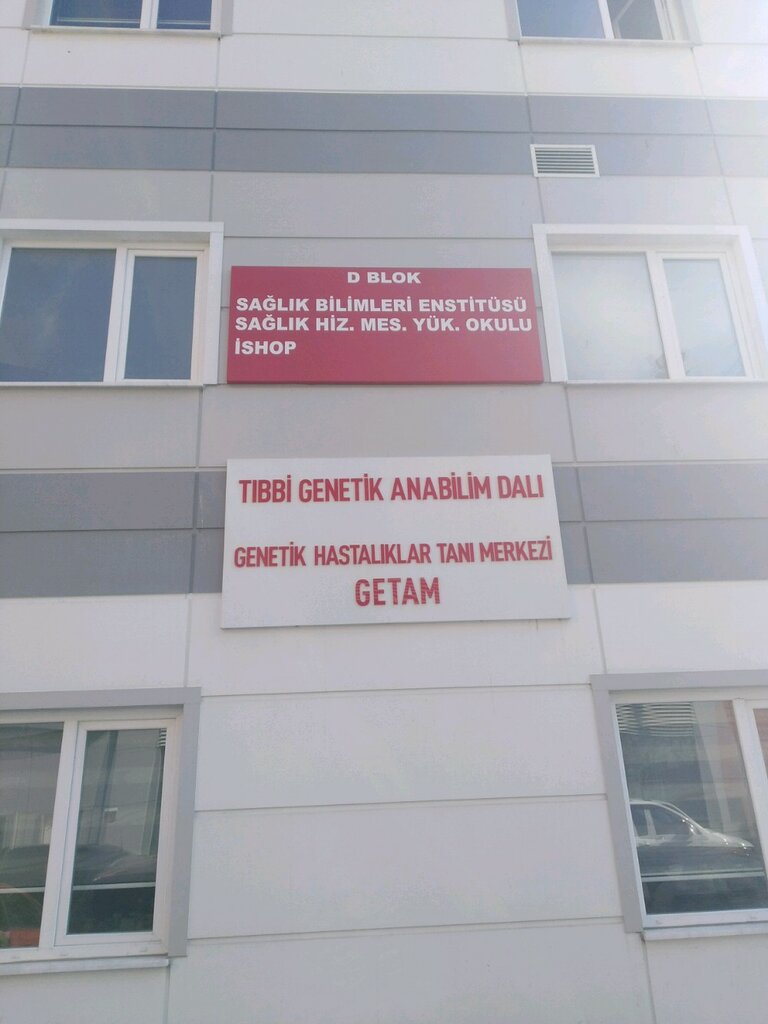 D BLOK
SAĞLIK BİLİMLERİ ENSTİTÜSÜ
SAĞLIK HİZ. MES. YÜK. OKULU
İSHOP
TIBBİ GENETİK ANABİLİM DALI
GENETİK HASTALIKLAR TANI MERKEZİ
GETAM